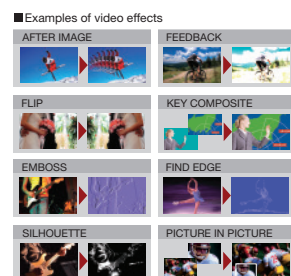 ■Examples of video effects
AFTER IMAGE
FEEDBACK
FLIP
KEY COMPOSITE
EMBOSS
FIND EDGE
SILHOUETTE
PICTURE IN PICTURE